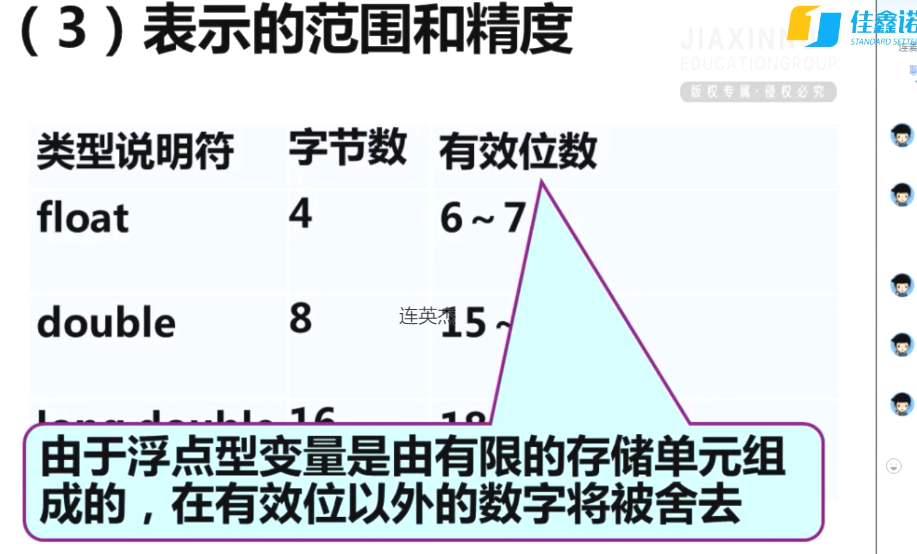 （3）表示的范围和精度
JIAXINN
EDUCATIONGROUP
版权专属·侵权必究
佳鑫诺
STANDARD SETTE
类型说明符 字节数 有效位数
float 4 6～7
double 8 15～
连英杰
long double 16 18
由于浮点型变量是由有限的存储单元组
成的，在有效位以外的数字将被舍去